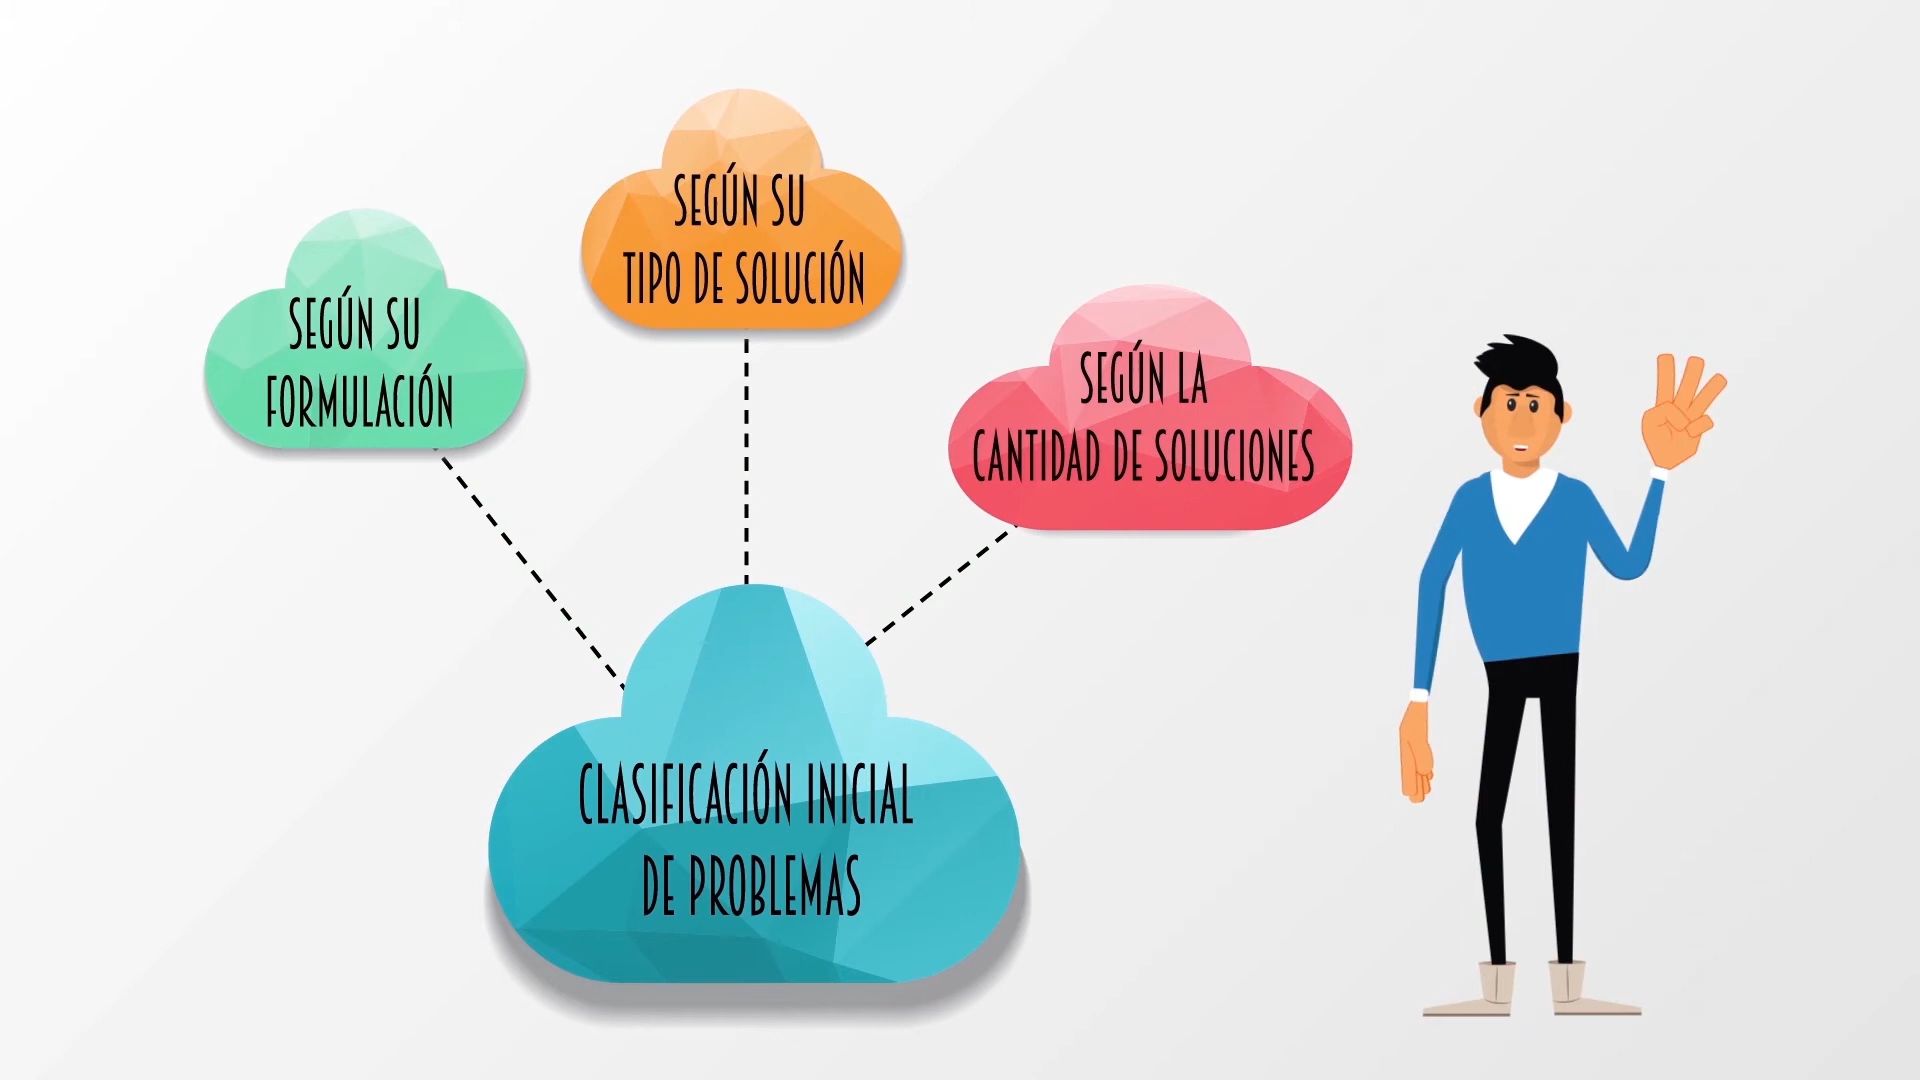 SEGÚN SU
FORMULACIÓN
SEGÚN SU
TIPO DE SOLUCIÓN
SEGÚN LA
CANTIDAD DE SOLUCIONES
CLASIFICACIÓN INICIAL
DE PROBLEMAS